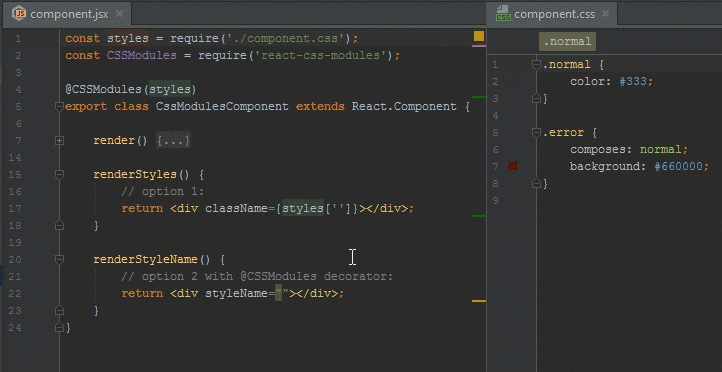 component.jsx
1 const styles = require('./component.css');
2 const CSSModules = require('react-css-modules');
3
4 @CSSModules(styles)
5 export class CssModulesComponent extends React.Component {
6
7 render() {...}
14
15 renderStyles() {
16 // option 1:
17 return <div className={styles['']}></div>;
18 }
19
20 renderStyleName() {
21 // option 2 with @CSSModules decorator:
22 return <div styleName=""></div>;
23 }
24 }
component.css
.normal
1 .normal {
2 color: #333;
3 }
4
5 .error {
6 composes: normal;
7 background: #660000;
8 }
9